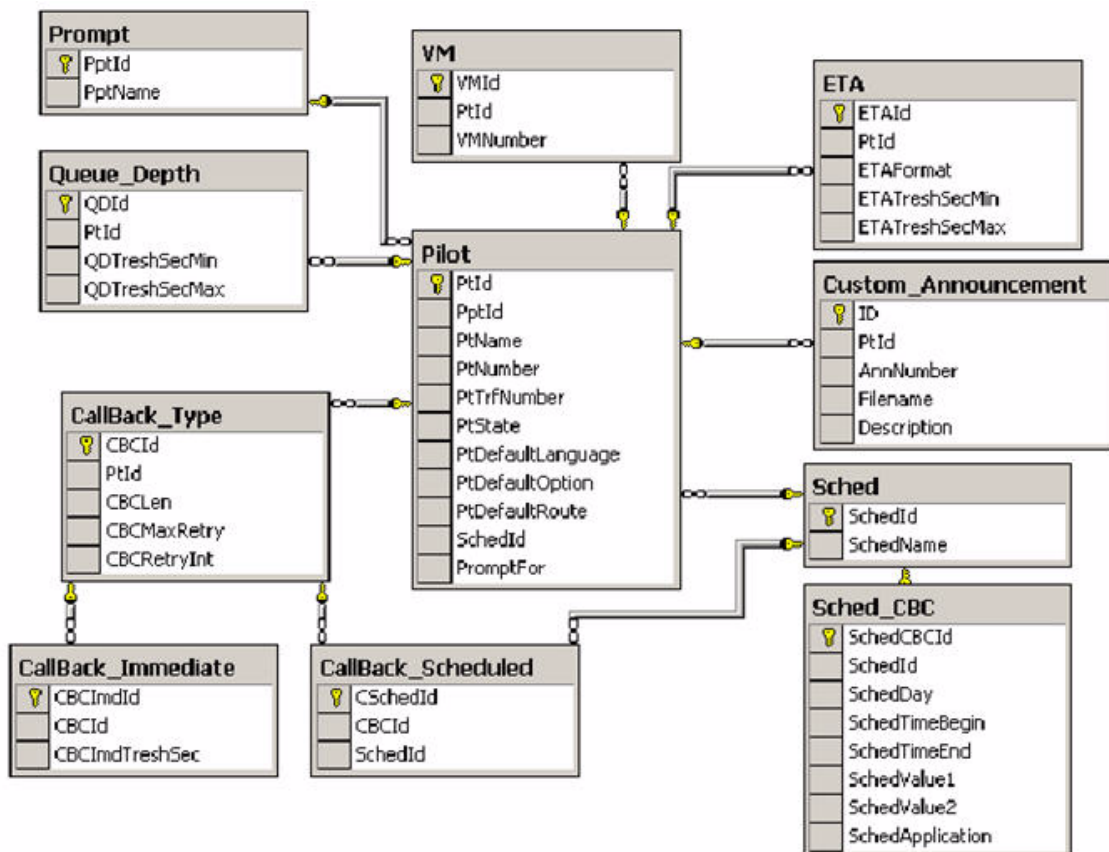 Prompt
PptId
PptName
VM
VMId
PtId
VMNumber
ETA
ETAId
PtId
ETAFormat
ETATreshSecMin
ETATreshSecMax
Queue_Depth
QDId
PtId
QDTreshSecMin
QDTreshSecMax
Pilot
PtId
PptId
PtName
PtNumber
PtTrfNumber
PtState
PtDefaultLanguage
PtDefaultOption
PtDefaultRoute
SchedId
PromptFor
Custom_Announcement
ID
PtId
AnnNumber
Filename
Description
CallBack_Type
CBCId
PtId
CBCLen
CBCMaxRetry
CBCRetryInt
Sched
SchedId
SchedName
CallBack_Immediate
CBCImdId
CBCId
CBCImdTreshSec
CallBack_Scheduled
CSchedId
CBCId
SchedId
Sched_CBC
SchedCBCId
SchedId
SchedDay
SchedTimeBegin
SchedTimeEnd
SchedValue1
SchedValue2
SchedApplication